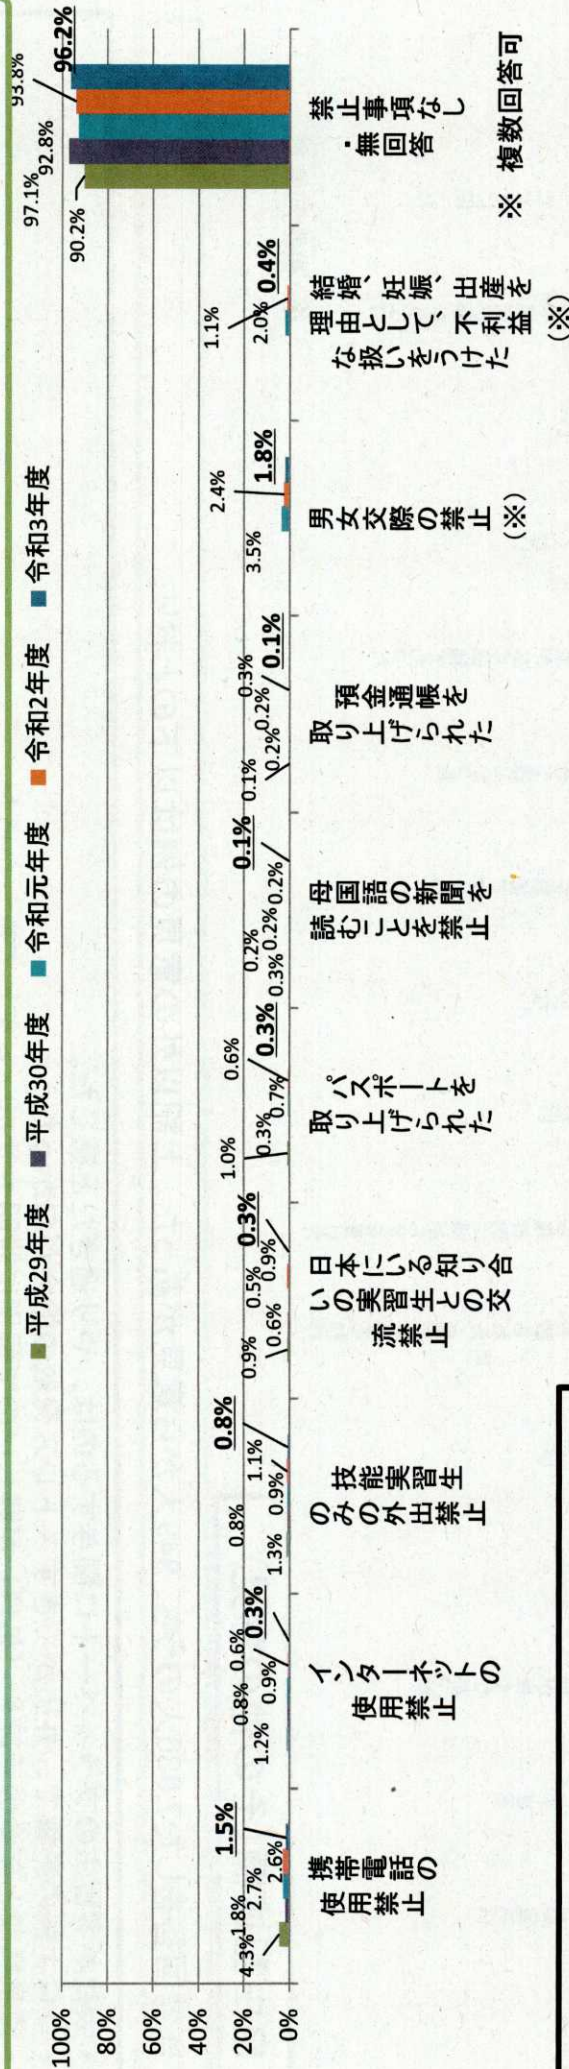 ■ 平成29年度 ■ 平成30年度 ■ 令和元年度 ■ 令和2年度 ■ 令和3年度
100%
80%
60%
40%
20%
0%
4.3%
1.8%
2.7%
2.6%
1.5%
携帯電話の
使用禁止
1.2%
0.8%
0.9%
0.6%
0.3%
インターネットの
使用禁止
1.3%
0.8%
0.9%
1.1%
0.8%
技能実習生
のみの外出禁止
0.9%
0.6%
0.5%
0.9%
0.3%
日本にいる知り合
いの実習生との交
流禁止
1.0%
0.3%
0.7%
0.6%
0.3%
パスポートを
取り上げられた
0.3%
0.2%
0.2%
0.2%
0.1%
母国語の新聞を
読むことを禁止
0.1%
0.2%
0.2%
0.3%
0.1%
預金通帳を
取り上げられた
3.5%
2.4%
1.8%
男女交際の禁止
(※)
2.0%
1.1%
0.4%
結婚、妊娠、出産を
理由として、不利益
な扱いをうけた
(※)
90.2%
97.1%
92.8%
93.8%
96.2%
禁止事項なし
・無回答
※ 複数回答可